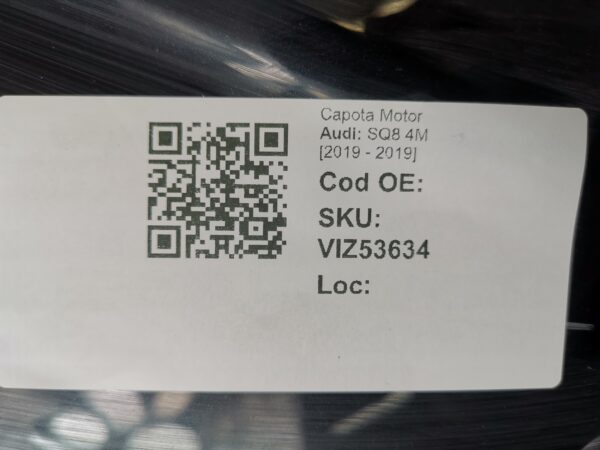 Capota Motor
Audi: SQ8 4M
[2019 - 2019]
Cod OE:
SKU:
VIZ53634
Loc: